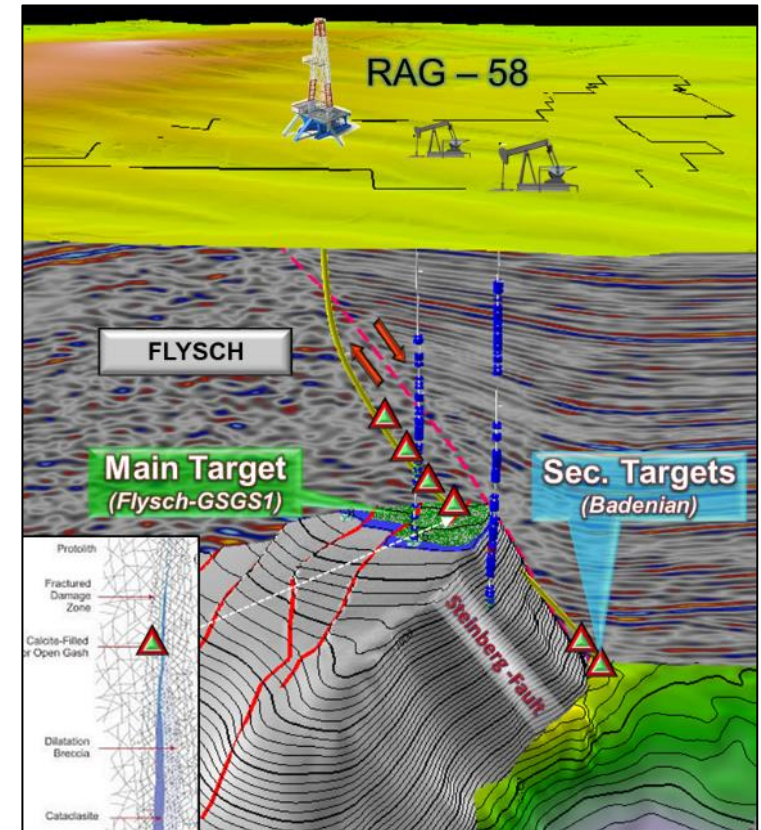 RAG – 58
FLYSCH
Main Target
(Flysch-GSGS1)
Sec. Targets
(Badenian)
Steinberg -Fault
Protolith
Fractured
Damage
Zone
Calcite-Filled
or Open Gash
Dilatation
Breccia
Cataclasite